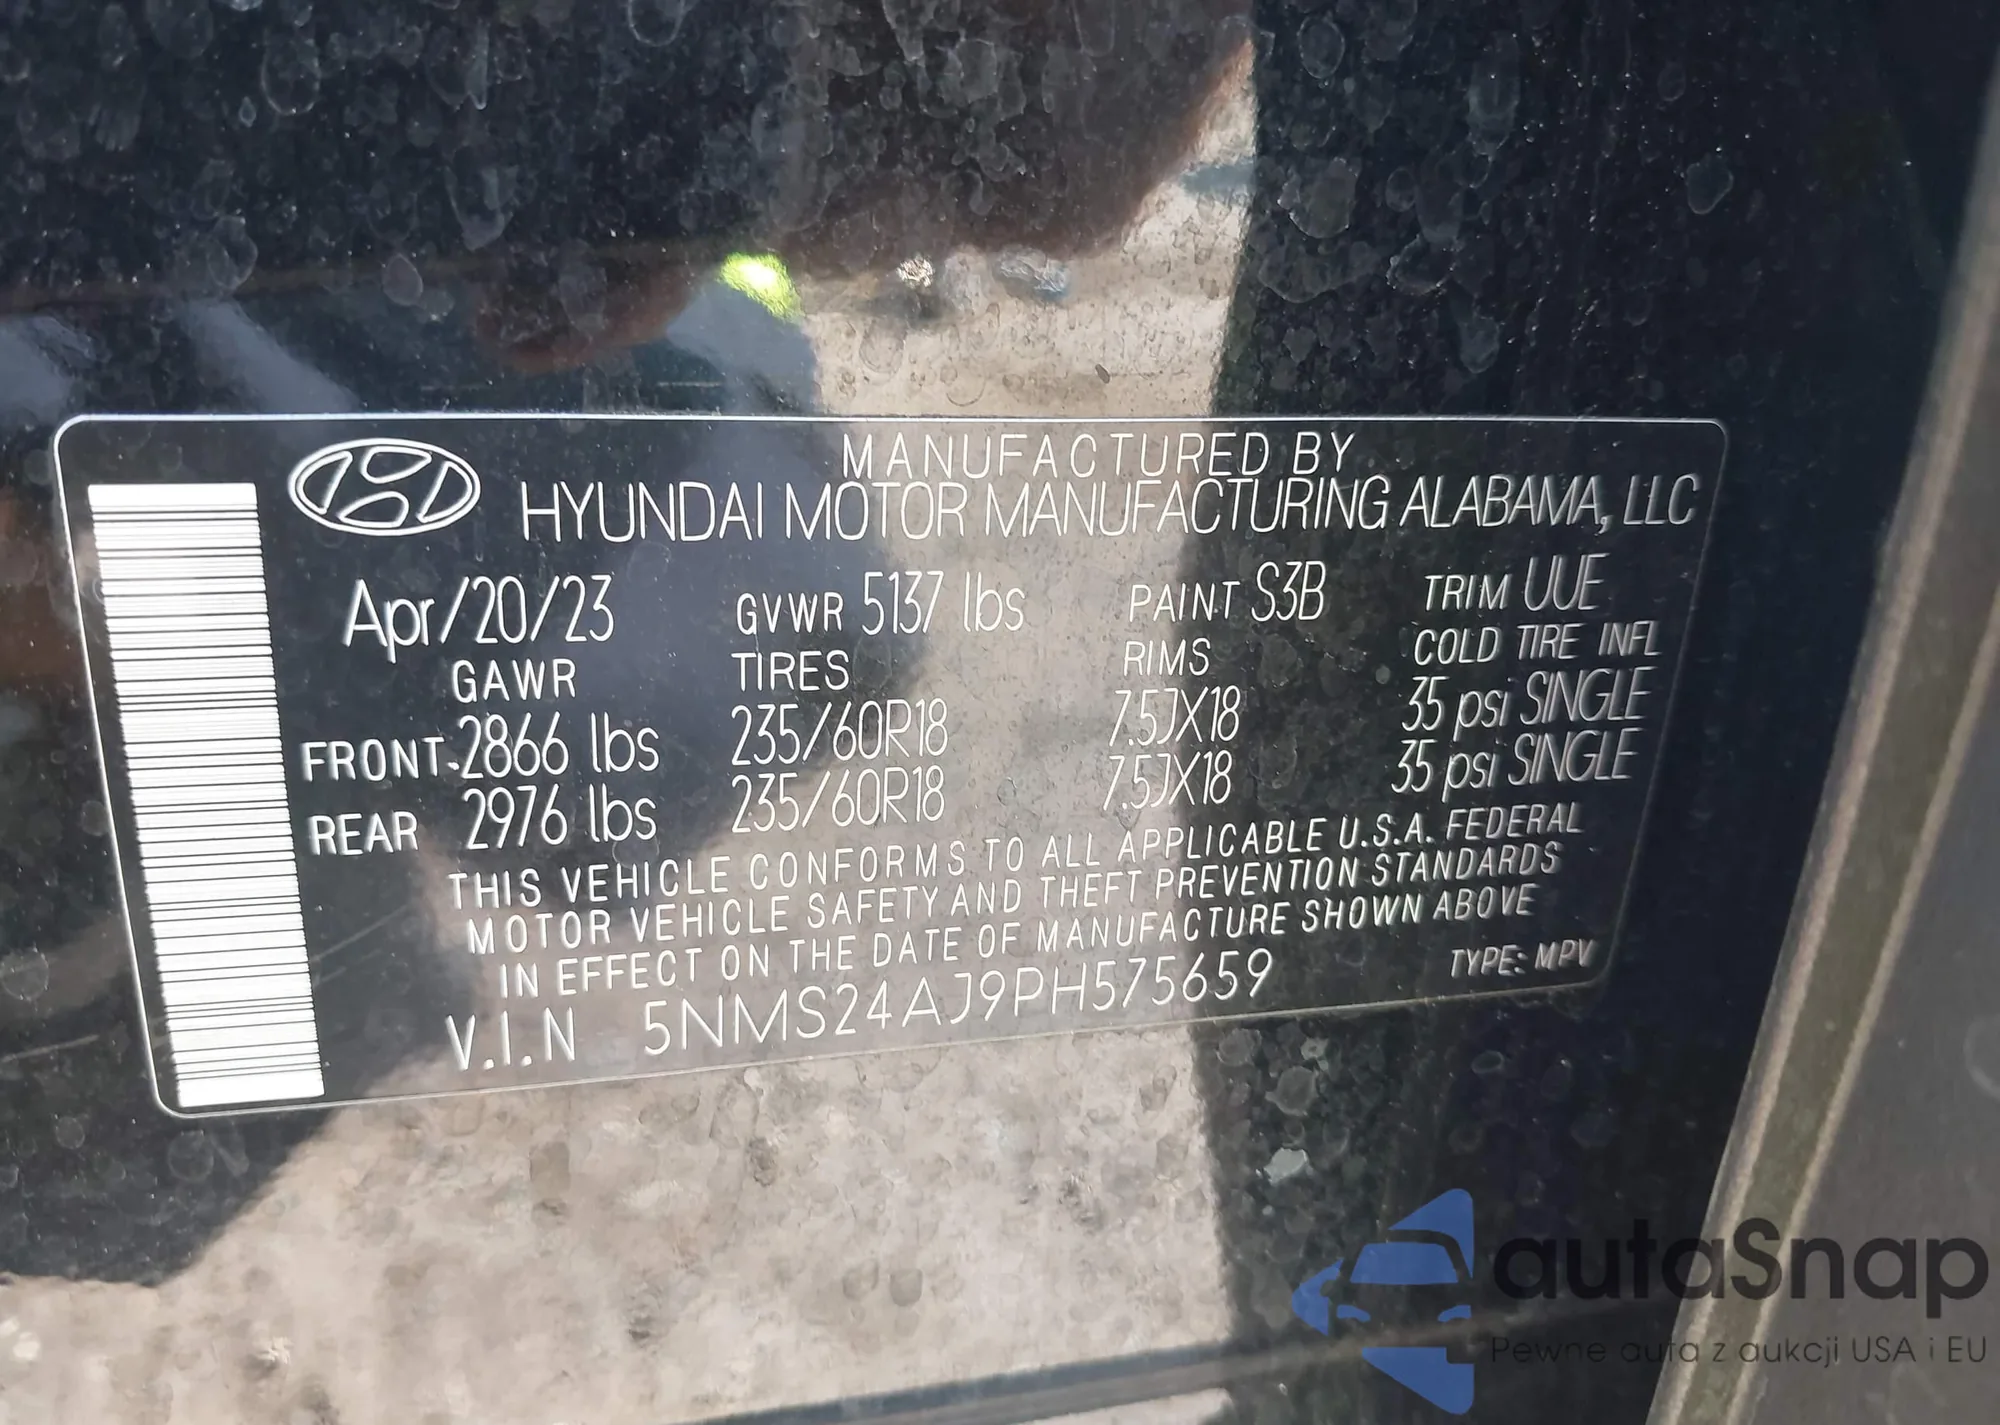 MANUFACTURED BY
HYUNDAI MOTOR MANUFACTURING ALABAMA, LLC
Apr/20/23 GVWR 5137 lbs PAINT S3B TRIM UUE
GAWR TIRES RIMS COLD TIRE INFL
FRONT 2866 lbs 235/60R18 7.5JX18 35 psi SINGLE
REAR 2976 lbs 235/60R18 7.5JX18 35 psi SINGLE
THIS VEHICLE CONFORMS TO ALL APPLICABLE U.S.A. FEDERAL
MOTOR VEHICLE SAFETY AND THEFT PREVENTION STANDARDS
IN EFFECT ON THE DATE OF MANUFACTURE SHOWN ABOVE
V.I.N 5NMS24AJ9PH575659 TYPE: MPV
autaSnap
Pewne auta z aukcji USA i EU